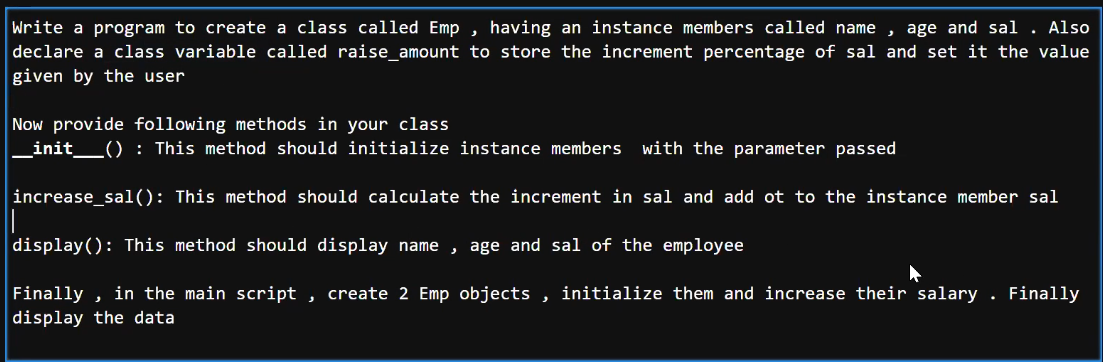 Write a program to create a class called Emp , having an instance members called name , age and sal . Also
declare a class variable called raise_amount to store the increment percentage of sal and set it the value
given by the user
Now provide following methods in your class
__init___() : This method should initialize instance members  with the parameter passed
increase_sal(): This method should calculate the increment in sal and add ot to the instance member sal
display(): This method should display name , age and sal of the employee
Finally , in the main script , create 2 Emp objects , initialize them and increase their salary . Finally
display the data